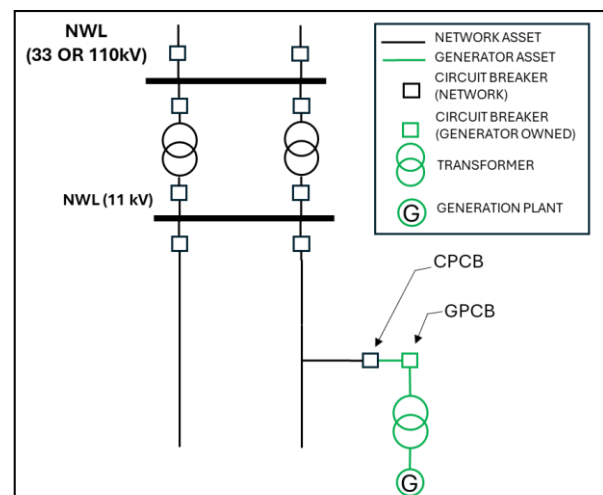 NWL
(33 OR 110kV)
NWL (11 kV)
NETWORK ASSET
GENERATOR ASSET
CIRCUIT BREAKER
(NETWORK)
CIRCUIT BREAKER
(GENERATOR OWNED)
TRANSFORMER
G
GENERATION PLANT
CPCB
GPCB
G